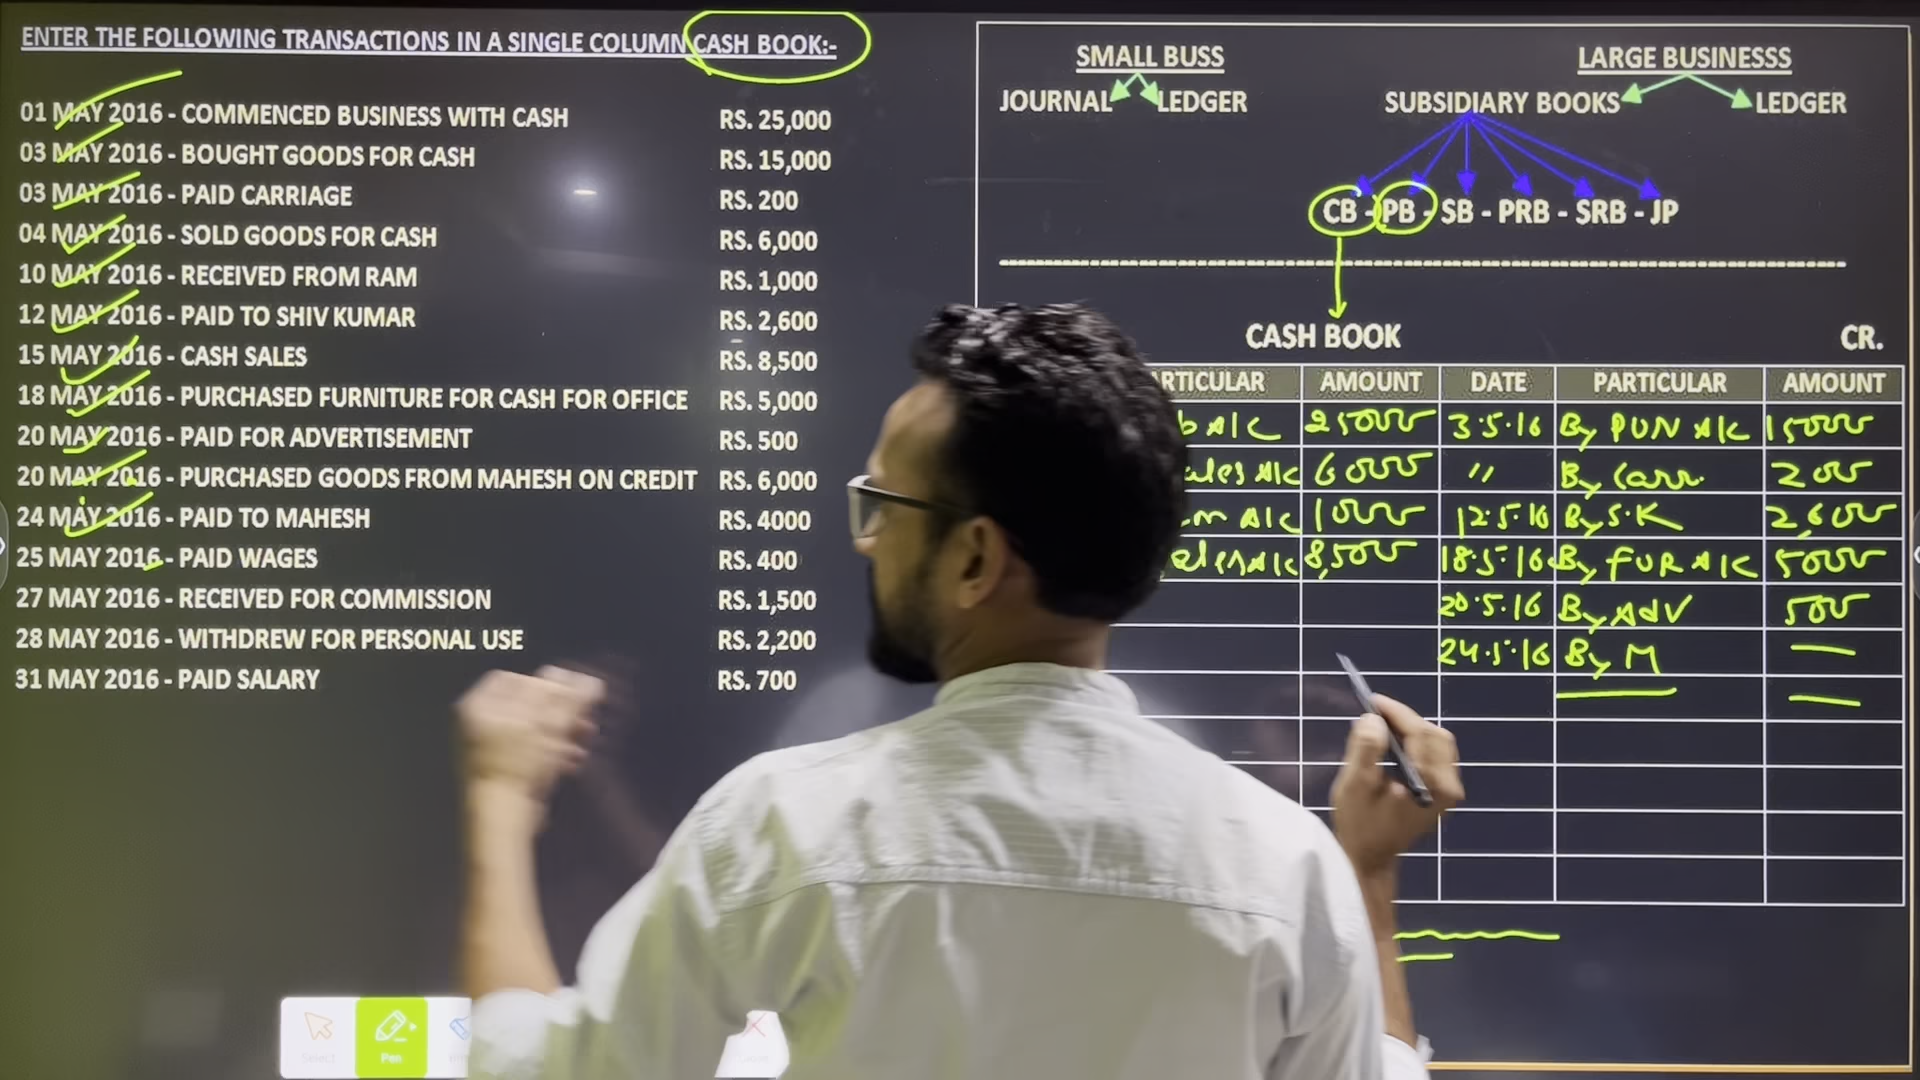 ENTER THE FOLLOWING TRANSACTIONS IN A SINGLE COLUMN CASH BOOK:-
01 MAY 2016 - COMMENCED BUSINESS WITH CASH RS. 25,000
03 MAY 2016 - BOUGHT GOODS FOR CASH RS. 15,000
03 MAY 2016 - PAID CARRIAGE RS. 200
04 MAY 2016 - SOLD GOODS FOR CASH RS. 6,000
10 MAY 2016 - RECEIVED FROM RAM RS. 1,000
12 MAY 2016 - PAID TO SHIV KUMAR RS. 2,600
15 MAY 2016 - CASH SALES RS. 8,500
18 MAY 2016 - PURCHASED FURNITURE FOR CASH FOR OFFICE RS. 5,000
20 MAY 2016 - PAID FOR ADVERTISEMENT RS. 500
20 MAY 2016 - PURCHASED GOODS FROM MAHESH ON CREDIT RS. 6,000
24 MAY 2016 - PAID TO MAHESH RS. 4000
25 MAY 2016 - PAID WAGES RS. 400
27 MAY 2016 - RECEIVED FOR COMMISSION RS. 1,500
28 MAY 2016 - WITHDREW FOR PERSONAL USE RS. 2,200
31 MAY 2016 - PAID SALARY RS. 700
SMALL BUSS LARGE BUSINESSS
JOURNAL LEDGER SUBSIDIARY BOOKS LEDGER
CB - PB - SB - PRB - SRB - JP
CASH BOOK CR.
RTICULAR AMOUNT DATE PARTICULAR AMOUNT
A/C 25000 3.5.16 By PUN A/C 15000
ales A/C 6000 " By Carr. 200
m A/C 1000 12.5.16 By S.K 2,600
A/C 8,500 18.5.16 By FUR A/C 5000
20.5.16 By Adv 500
24.5.16 By M —
Select Pen